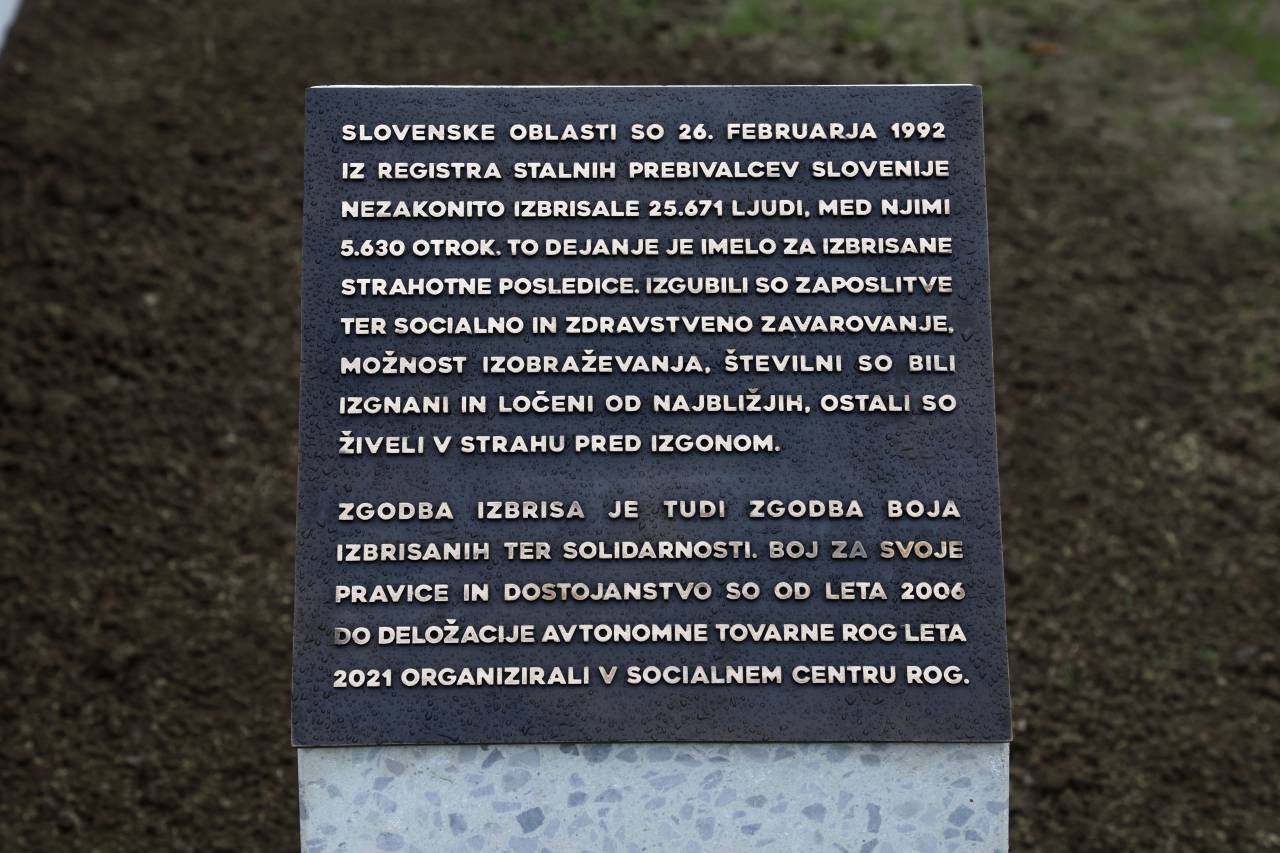 SLOVENSKE OBLASTI SO 26. FEBRUARJA 1992
IZ REGISTRA STALNIH PREBIVALCEV SLOVENIJE
NEZAKONITO IZBRISALE 25.671 LJUDI, MED NJIMI
5.630 OTROK. TO DEJANJE JE IMELO ZA IZBRISANE
STRAHOTNE POSLEDICE. IZGUBILI SO ZAPOSLITVE
TER SOCIALNO IN ZDRAVSTVENO ZAVAROVANJE,
MOŽNOST IZOBRAŽEVANJA, ŠTEVILNI SO BILI
IZGNANI IN LOČENI OD NAJBLIŽJIH, OSTALI SO
ŽIVELI V STRAHU PRED IZGONOM.
ZGODBA IZBRISA JE TUDI ZGODBA BOJA
IZBRISANIH TER SOLIDARNOSTI. BOJ ZA SVOJE
PRAVICE IN DOSTOJANSTVO SO OD LETA 2006
DO DELOŽACIJE AVTONOMNE TOVARNE ROG LETA
2021 ORGANIZIRALI V SOCIALNEM CENTRU ROG.